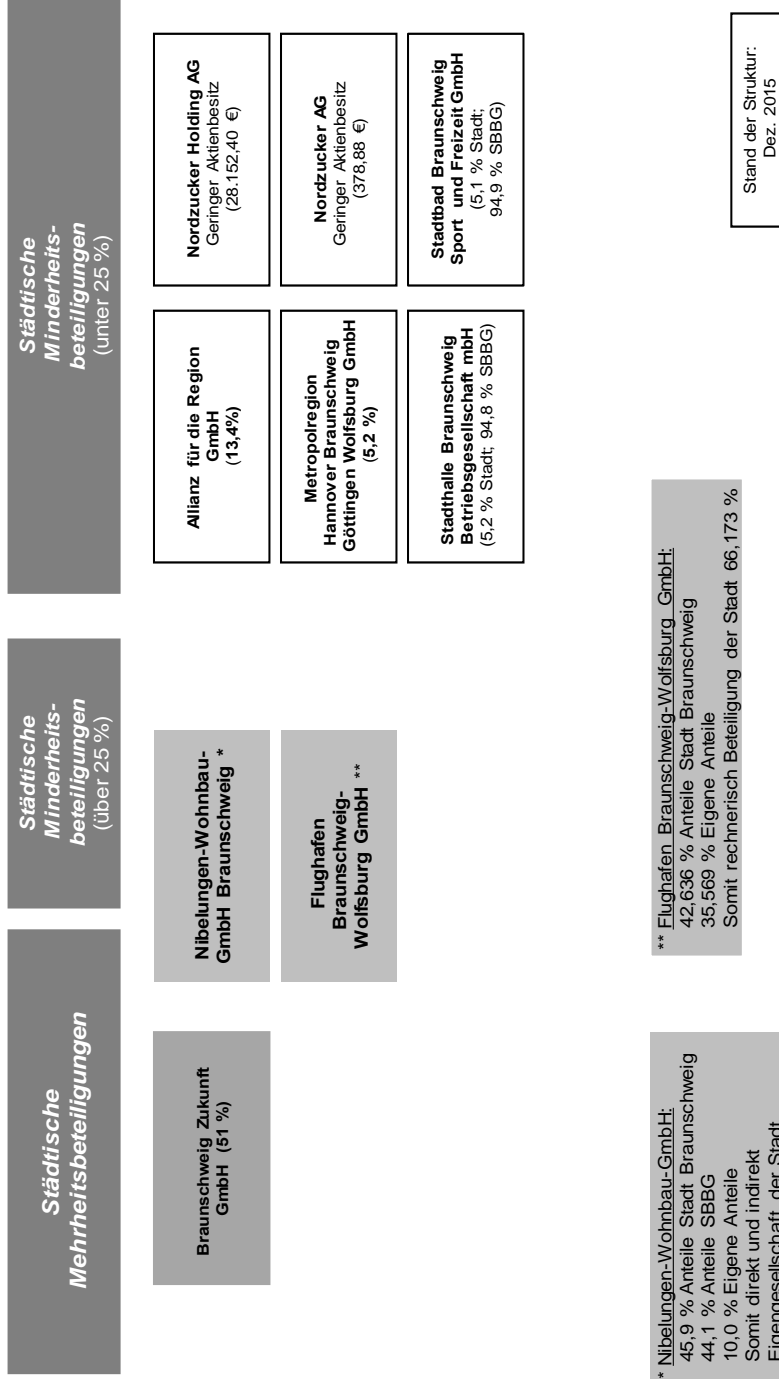 Städtische
Mehrheitsbeteiligungen
Braunschweig Zukunft
GmbH (51 %)
Städtische
Minderheits-
beteiligungen
(über 25 %)
Nibelungen-Wohnbau-
GmbH Braunschweig *
Flughafen
Braunschweig-
Wolfsburg GmbH **
Städtische
Minderheits-
beteiligungen
(unter 25 %)
Allianz für die Region
GmbH
(13,4%)
Nordzucker Holding AG
Geringer Aktienbesitz
(28.152,40 €)
Metropolregion
Hannover Braunschweig
Göttingen Wolfsburg GmbH
(5,2 %)
Nordzucker AG
Geringer Aktienbesitz
(378,88 €)
Stadthalle Braunschweig
Betriebsgesellschaft mbH
(5,2 % Stadt; 94,8 % SBBG)
Stadtbad Braunschweig
Sport und Freizeit GmbH
(5,1 % Stadt;
94,9 % SBBG)
* Nibelungen-Wohnbau-GmbH:
45,9 % Anteile Stadt Braunschweig
44,1 % Anteile SBBG
10,0 % Eigene Anteile
Somit direkt und indirekt
Eigengesellschaft der Stadt
** Flughafen Braunschweig-Wolfsburg GmbH:
42,636 % Anteile Stadt Braunschweig
35,569 % Eigene Anteile
Somit rechnerisch Beteiligung der Stadt 66,173 %
Stand der Struktur:
Dez. 2015